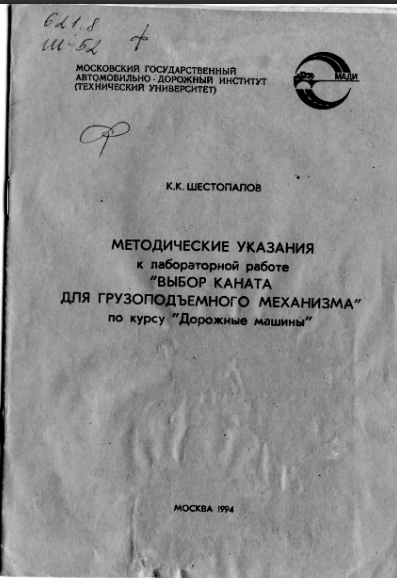 621.8
Ш-52
МОСКОВСКИЙ ГОСУДАРСТВЕННЫЙ
АВТОМОБИЛЬНО-ДОРОЖНЫЙ ИНСТИТУТ
(ТЕХНИЧЕСКИЙ УНИВЕРСИТЕТ)
МАДИ
К.К. ШЕСТОПАЛОВ
МЕТОДИЧЕСКИЕ УКАЗАНИЯ
к лабораторной работе
"ВЫБОР КАНАТА
ДЛЯ ГРУЗОПОДЪЕМНОГО МЕХАНИЗМА"
по курсу "Дорожные машины"
МОСКВА 1994